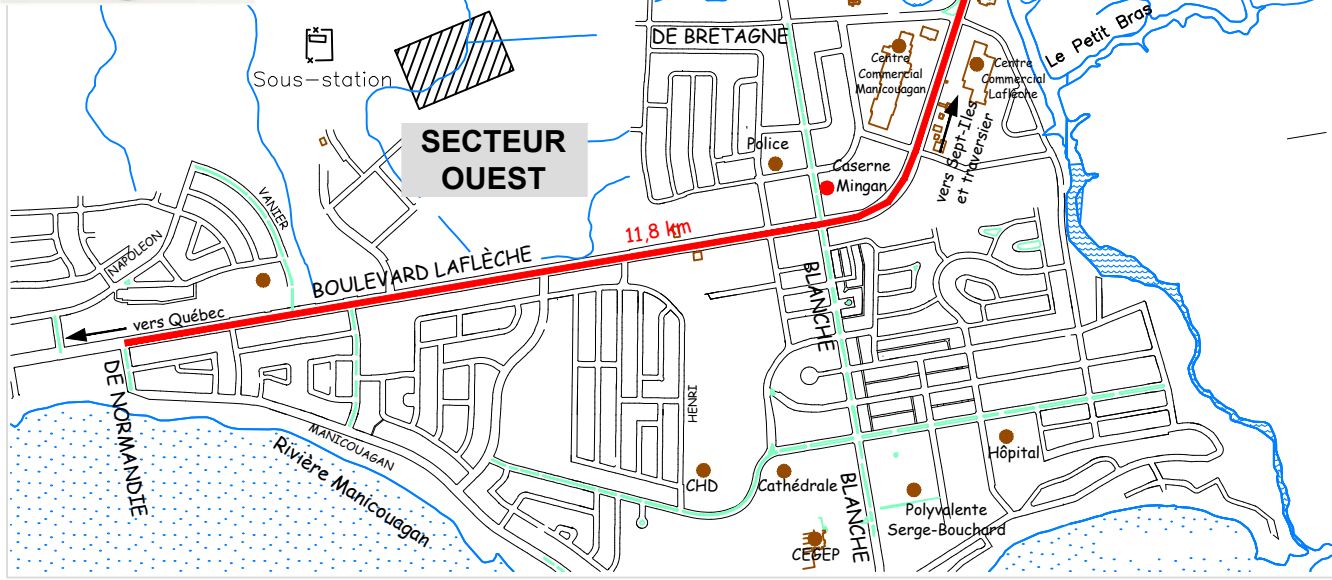 DE BRETAGNE
Le Petit Bras
Sous-station
Centre
Commercial
Manicouagan
Centre
Commercial
Laflèche
SECTEUR
OUEST
Police
Caserne
Mingan
vers Sept-Iles
et traversier
VANIER
NAPOLEON
11,8 km
BOULEVARD LAFLÈCHE
vers Québec
BLANCHE
DE NORMANDIE
HENRI
MANICOUAGAN
Rivière Manicouagan
CHD
Cathédrale
Hôpital
BLANCHE
Polyvalente
Serge-Bouchard
CEGEP